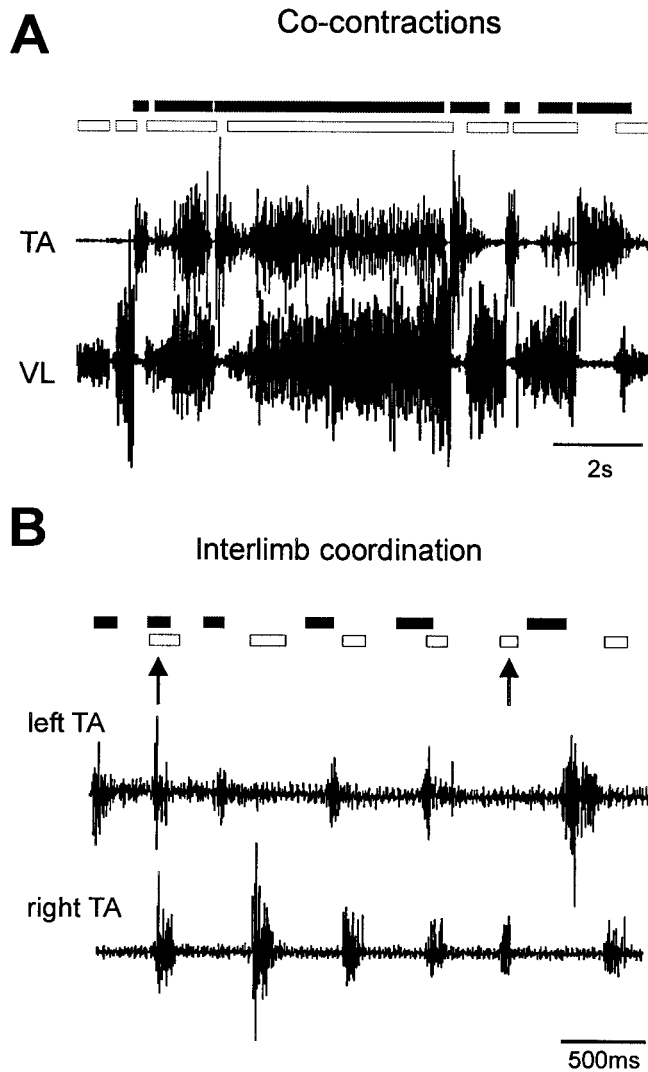 A
Co-contractions
TA
VL
2s
B
Interlimb coordination
left TA
right TA
500ms